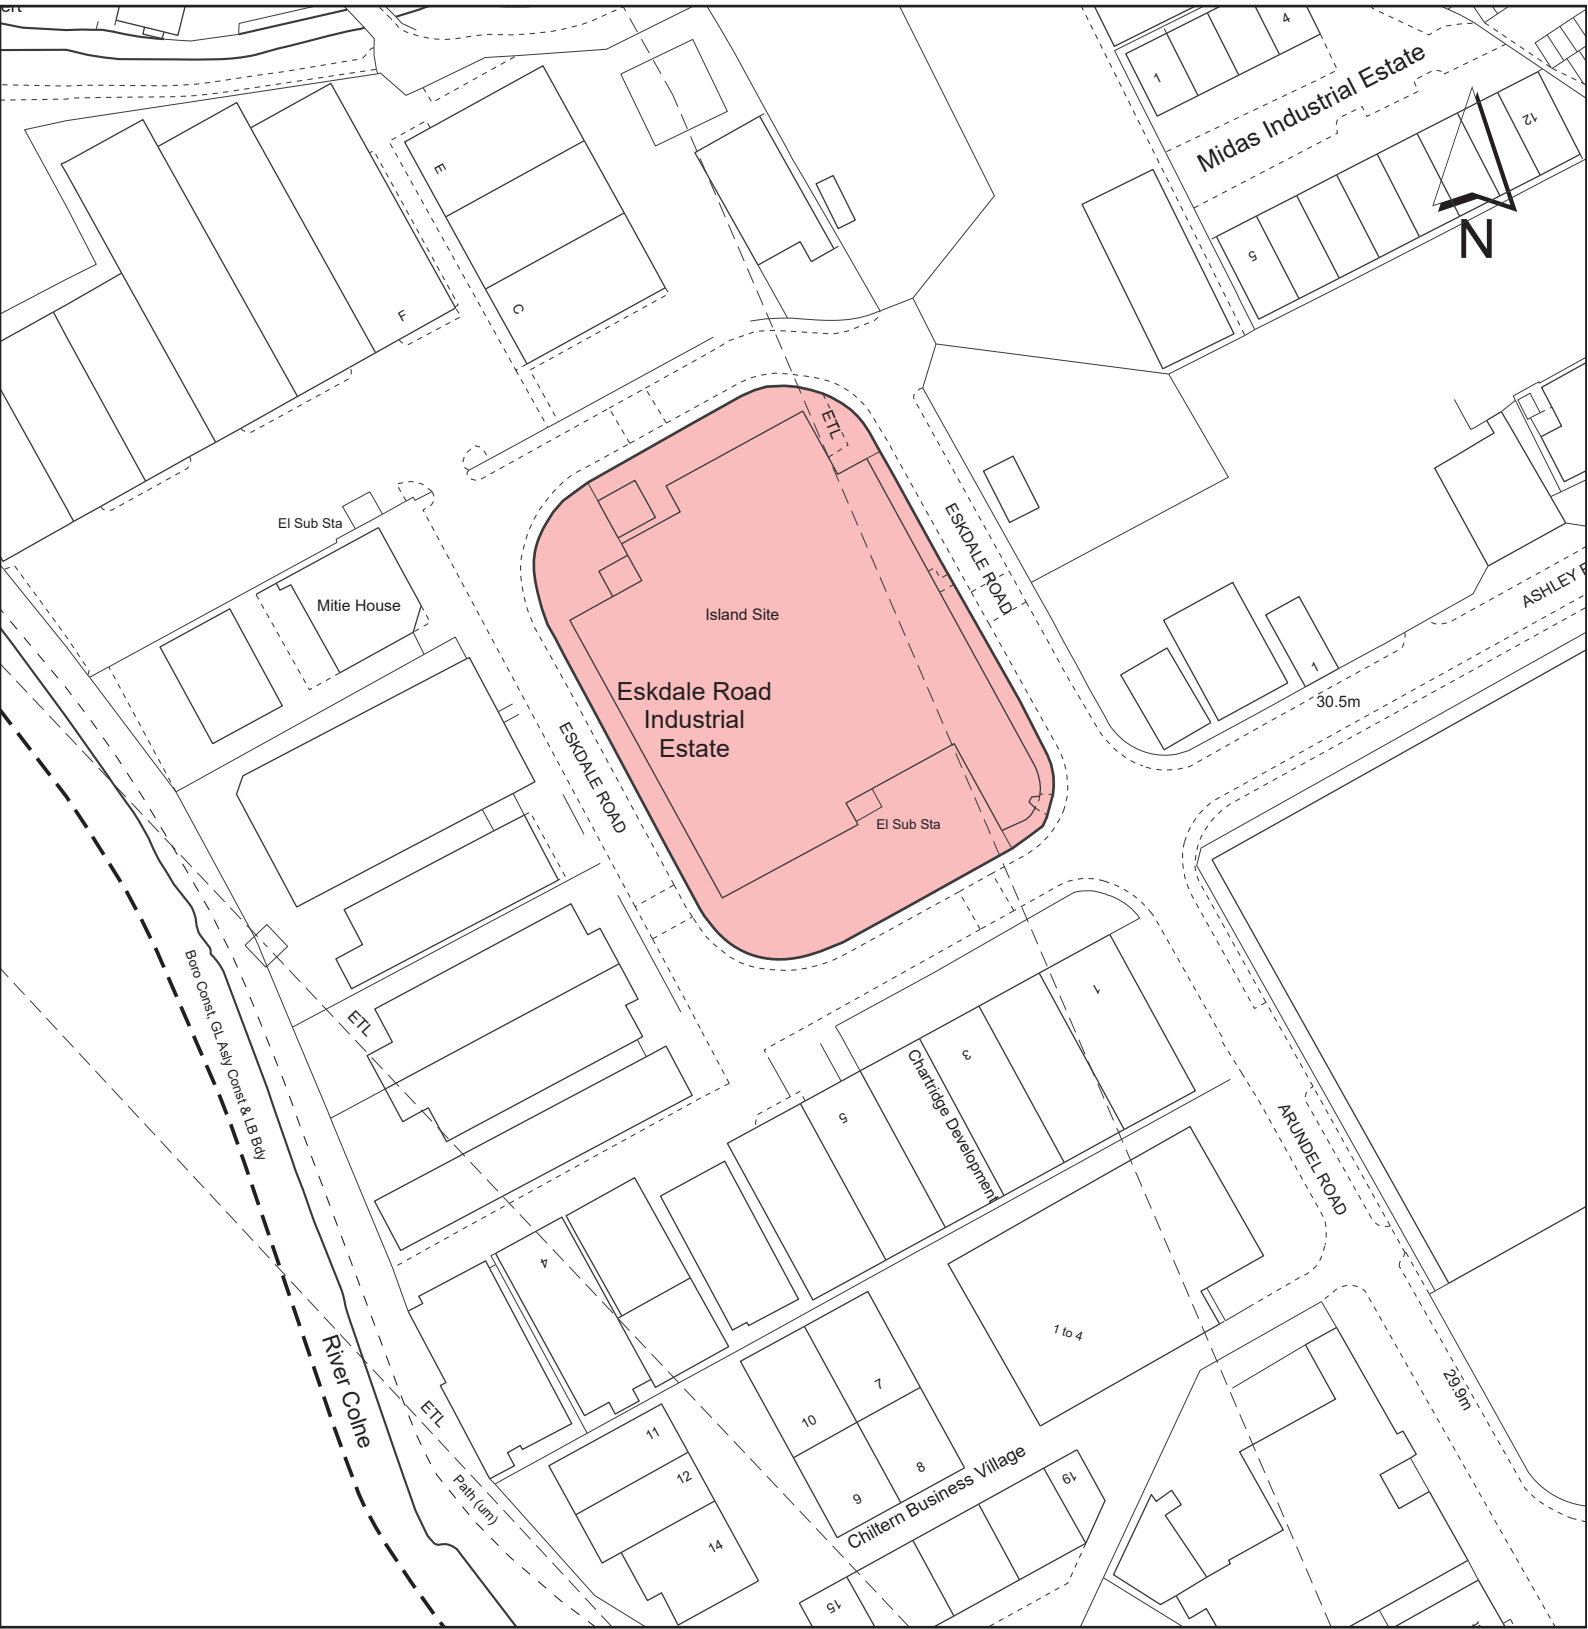 4
1
Midas Industrial Estate
12
E
5
N
C
F
ETL
El Sub Sta
ESKDALE ROAD
Mitie House
Island Site
ASHLEY
1
Eskdale Road
Industrial
Estate
30.5m
ESKDALE ROAD
El Sub Sta
Boro Const, GL Asly Const & LB Bdy
ETL
1
3
Chartridge Development
5
ARUNDEL ROAD
4
1 to 4
River Colne
7
29.9m
ETL
10
11
8
12
Path (um)
9
Chiltern Business Village
19
14
15